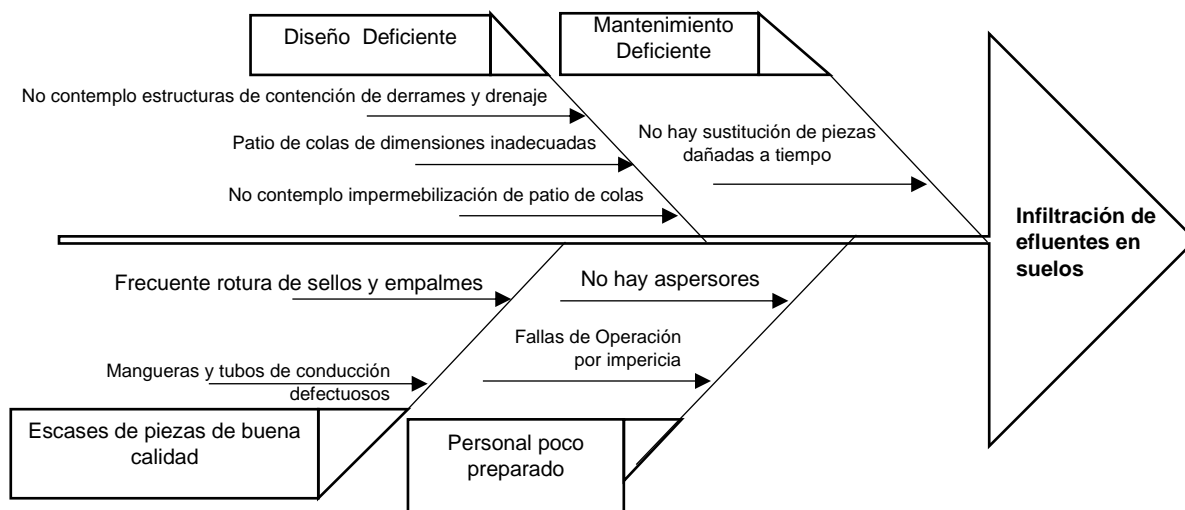 Diseño Deficiente
Mantenimiento
Deficiente
No contemplo estructuras de contención de derrames y drenaje
Patio de colas de dimensiones inadecuadas
No contemplo impermebilización de patio de colas
No hay sustitución de piezas
dañadas a tiempo
Infiltración de
efluentes en
suelos
Frecuente rotura de sellos y empalmes
Mangueras y tubos de conducción
defectuosos
No hay aspersores
Fallas de Operación
por impericia
Escases de piezas de buena
calidad
Personal poco
preparado